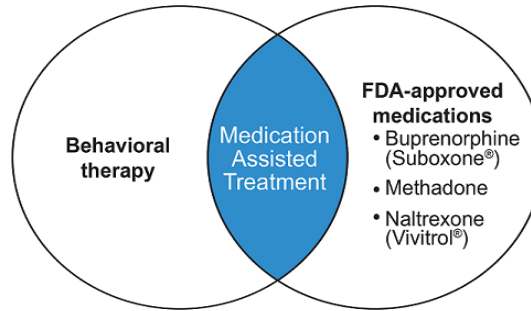 Behavioral
therapy
Medication
Assisted
Treatment
FDA-approved
medications
• Buprenorphine
(Suboxone®)
• Methadone
• Naltrexone
(Vivitrol®)